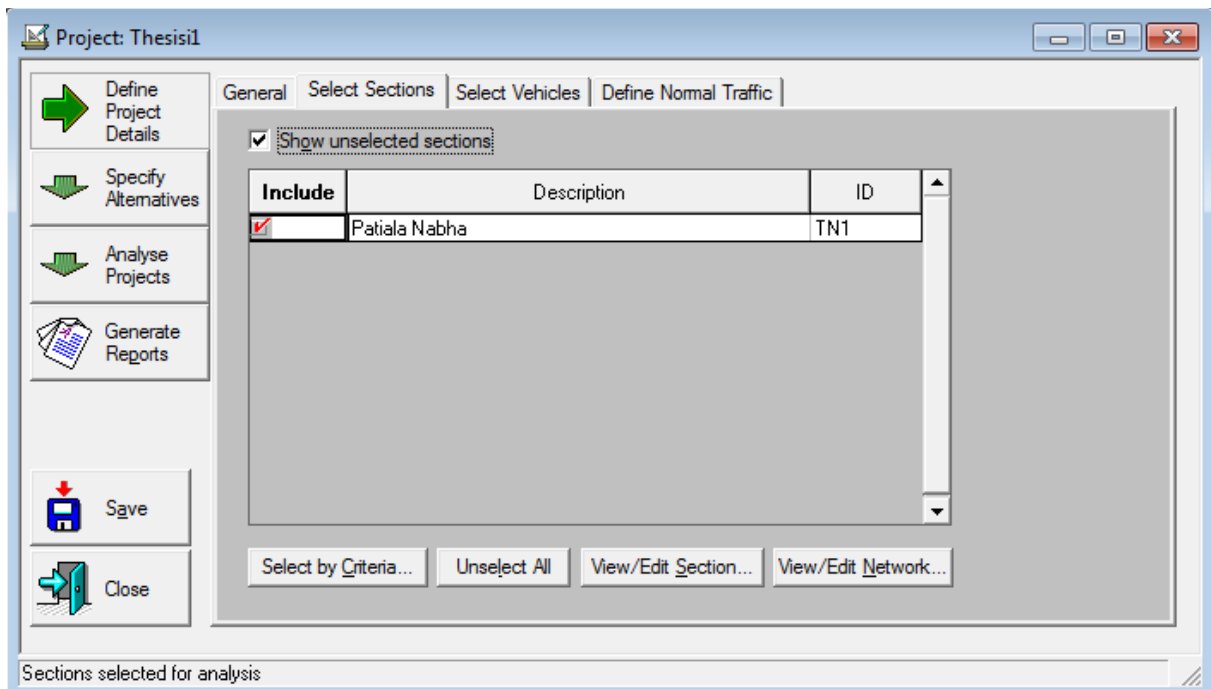 Project: Thesisi1
Define
Project
Details
Specify
Alternatives
Analyse
Projects
Generate
Reports
Save
Close
General Select Sections Select Vehicles Define Normal Traffic
Show unselected sections
Include Description ID
Patiala Nabha TN1
Select by Criteria... Unselect All View/Edit Section... View/Edit Network...
Sections selected for analysis